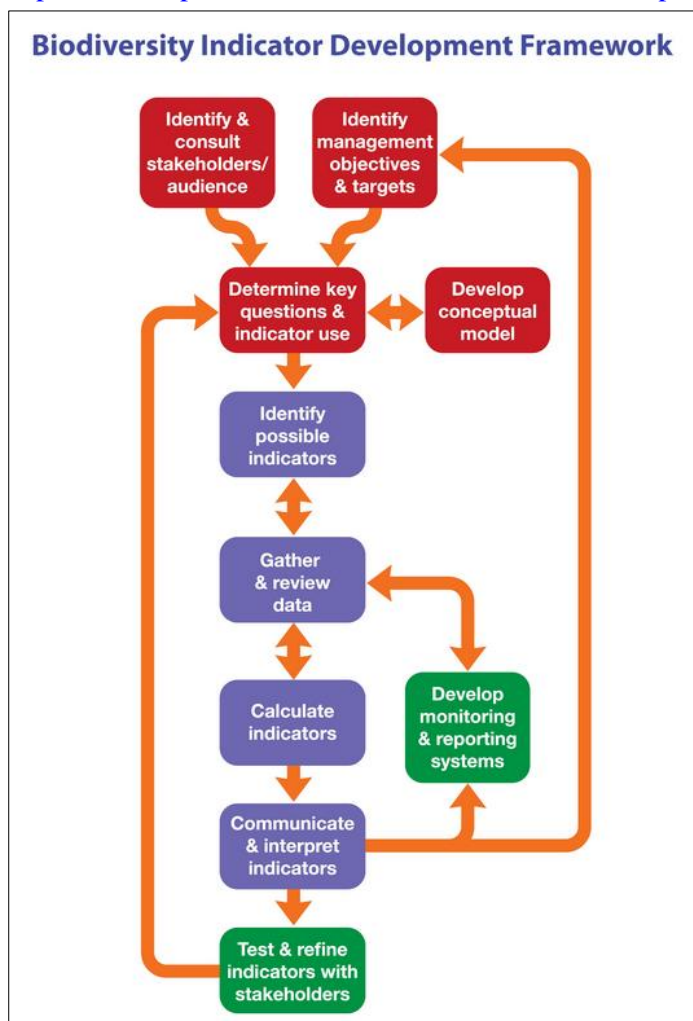 Biodiversity Indicator Development Framework
Identify &
consult
stakeholders/
audience
Identify
management
objectives
& targets
Determine key
questions &
indicator use
Develop
conceptual
model
Identify
possible
indicators
Gather
& review
data
Calculate
indicators
Develop
monitoring
& reporting
systems
Communicate
& interpret
indicators
Test & refine
indicators with
stakeholders